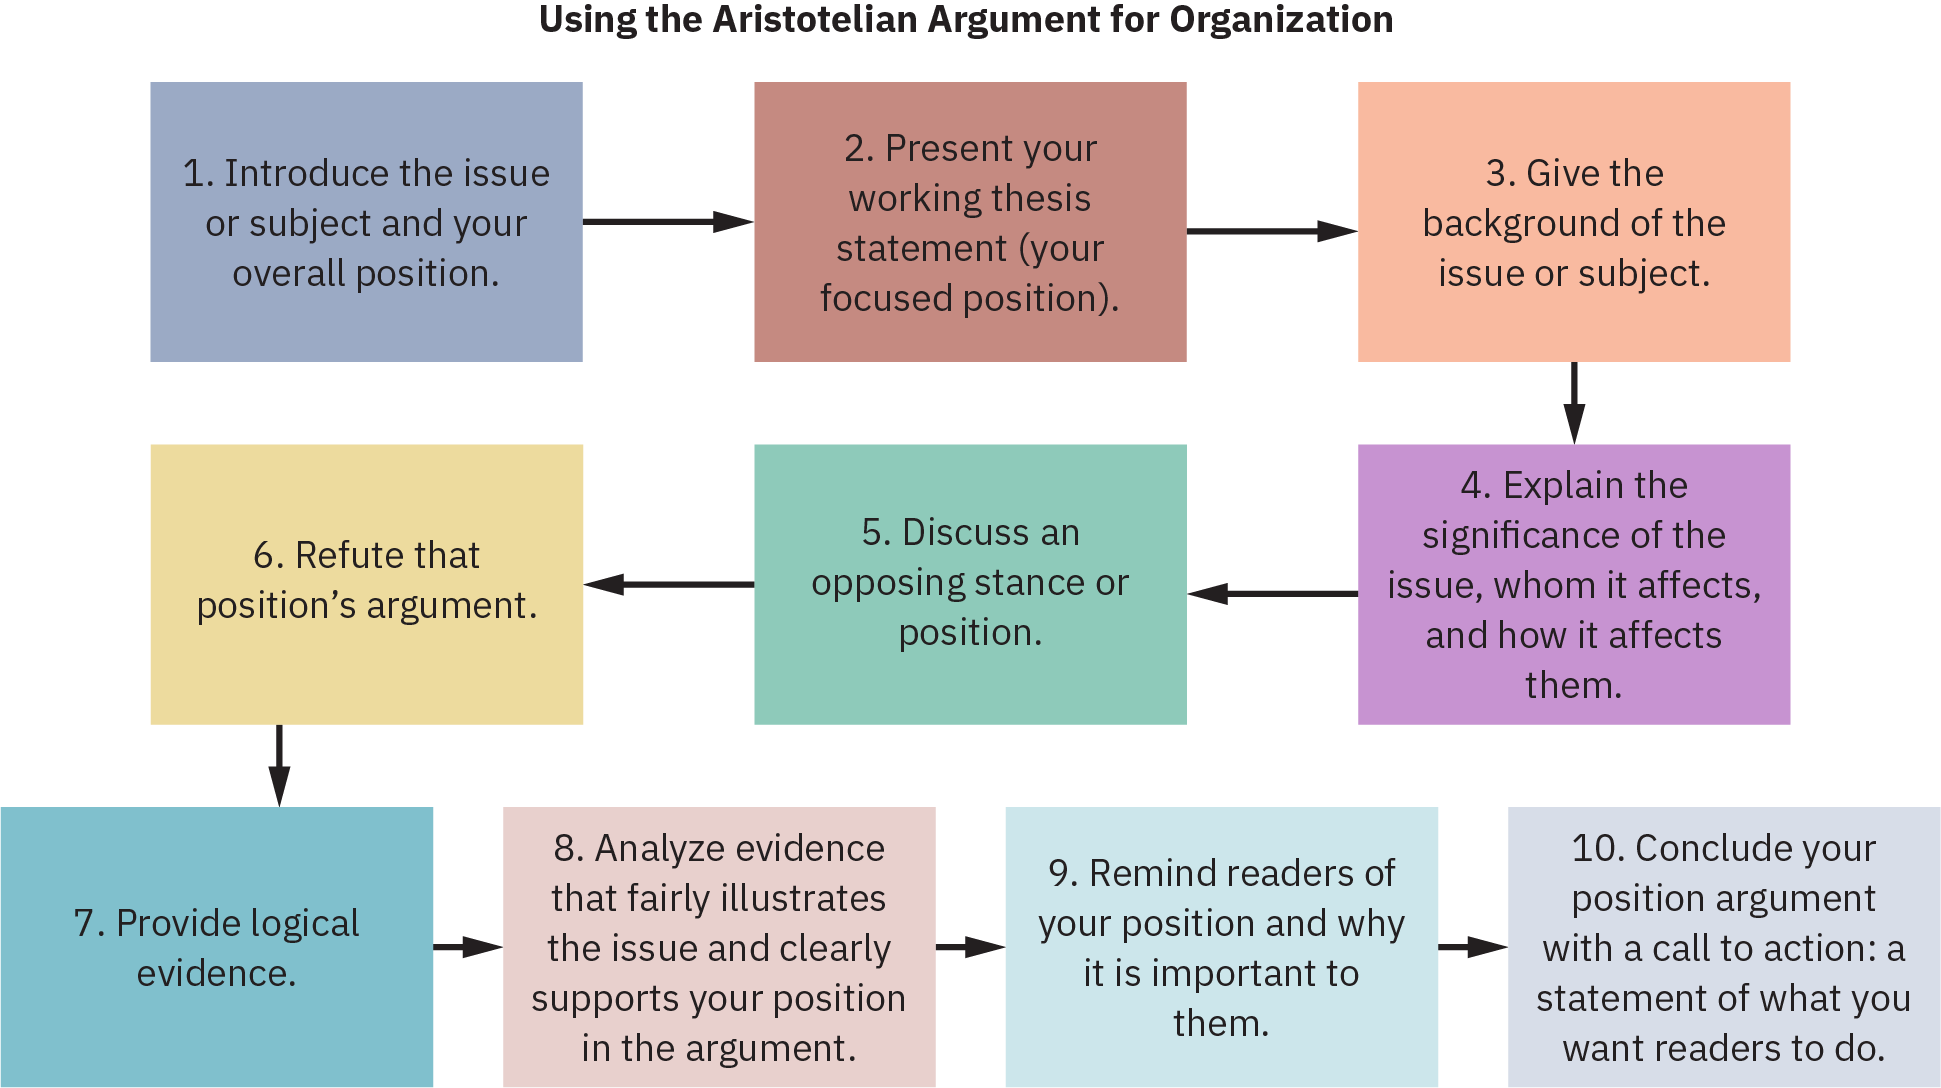 Using the Aristotelian Argument for Organization
1. Introduce the issue
or subject and your
overall position.
2. Present your
working thesis
statement (your
focused position).
3. Give the
background of the
issue or subject.
4. Explain the
significance of the
issue, whom it affects,
and how it affects
them.
5. Discuss an
opposing stance or
position.
6. Refute that
position’s argument.
7. Provide logical
evidence.
8. Analyze evidence
that fairly illustrates
the issue and clearly
supports your position
in the argument.
9. Remind readers of
your position and why
it is important to
them.
10. Conclude your
position argument
with a call to action: a
statement of what you
want readers to do.